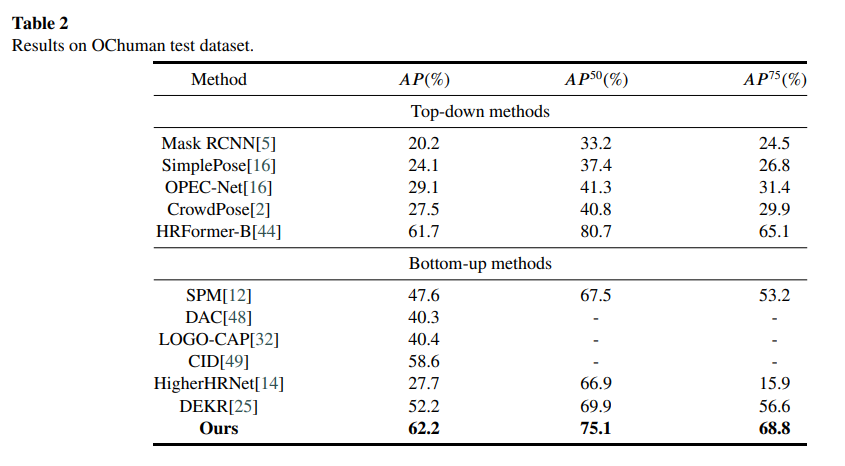 Table 2
Results on OChuman test dataset.
Method AP(%) AP50(%) AP75(%)
Top-down methods
Mask RCNN[5] 20.2 33.2 24.5
SimplePose[16] 24.1 37.4 26.8
OPEC-Net[16] 29.1 41.3 31.4
CrowdPose[2] 27.5 40.8 29.9
HRFormer-B[44] 61.7 80.7 65.1
Bottom-up methods
SPM[12] 47.6 67.5 53.2
DAC[48] 40.3 - -
LOGO-CAP[32] 40.4 - -
CID[49] 58.6 - -
HigherHRNet[14] 27.7 66.9 15.9
DEKR[25] 52.2 69.9 56.6
Ours 62.2 75.1 68.8